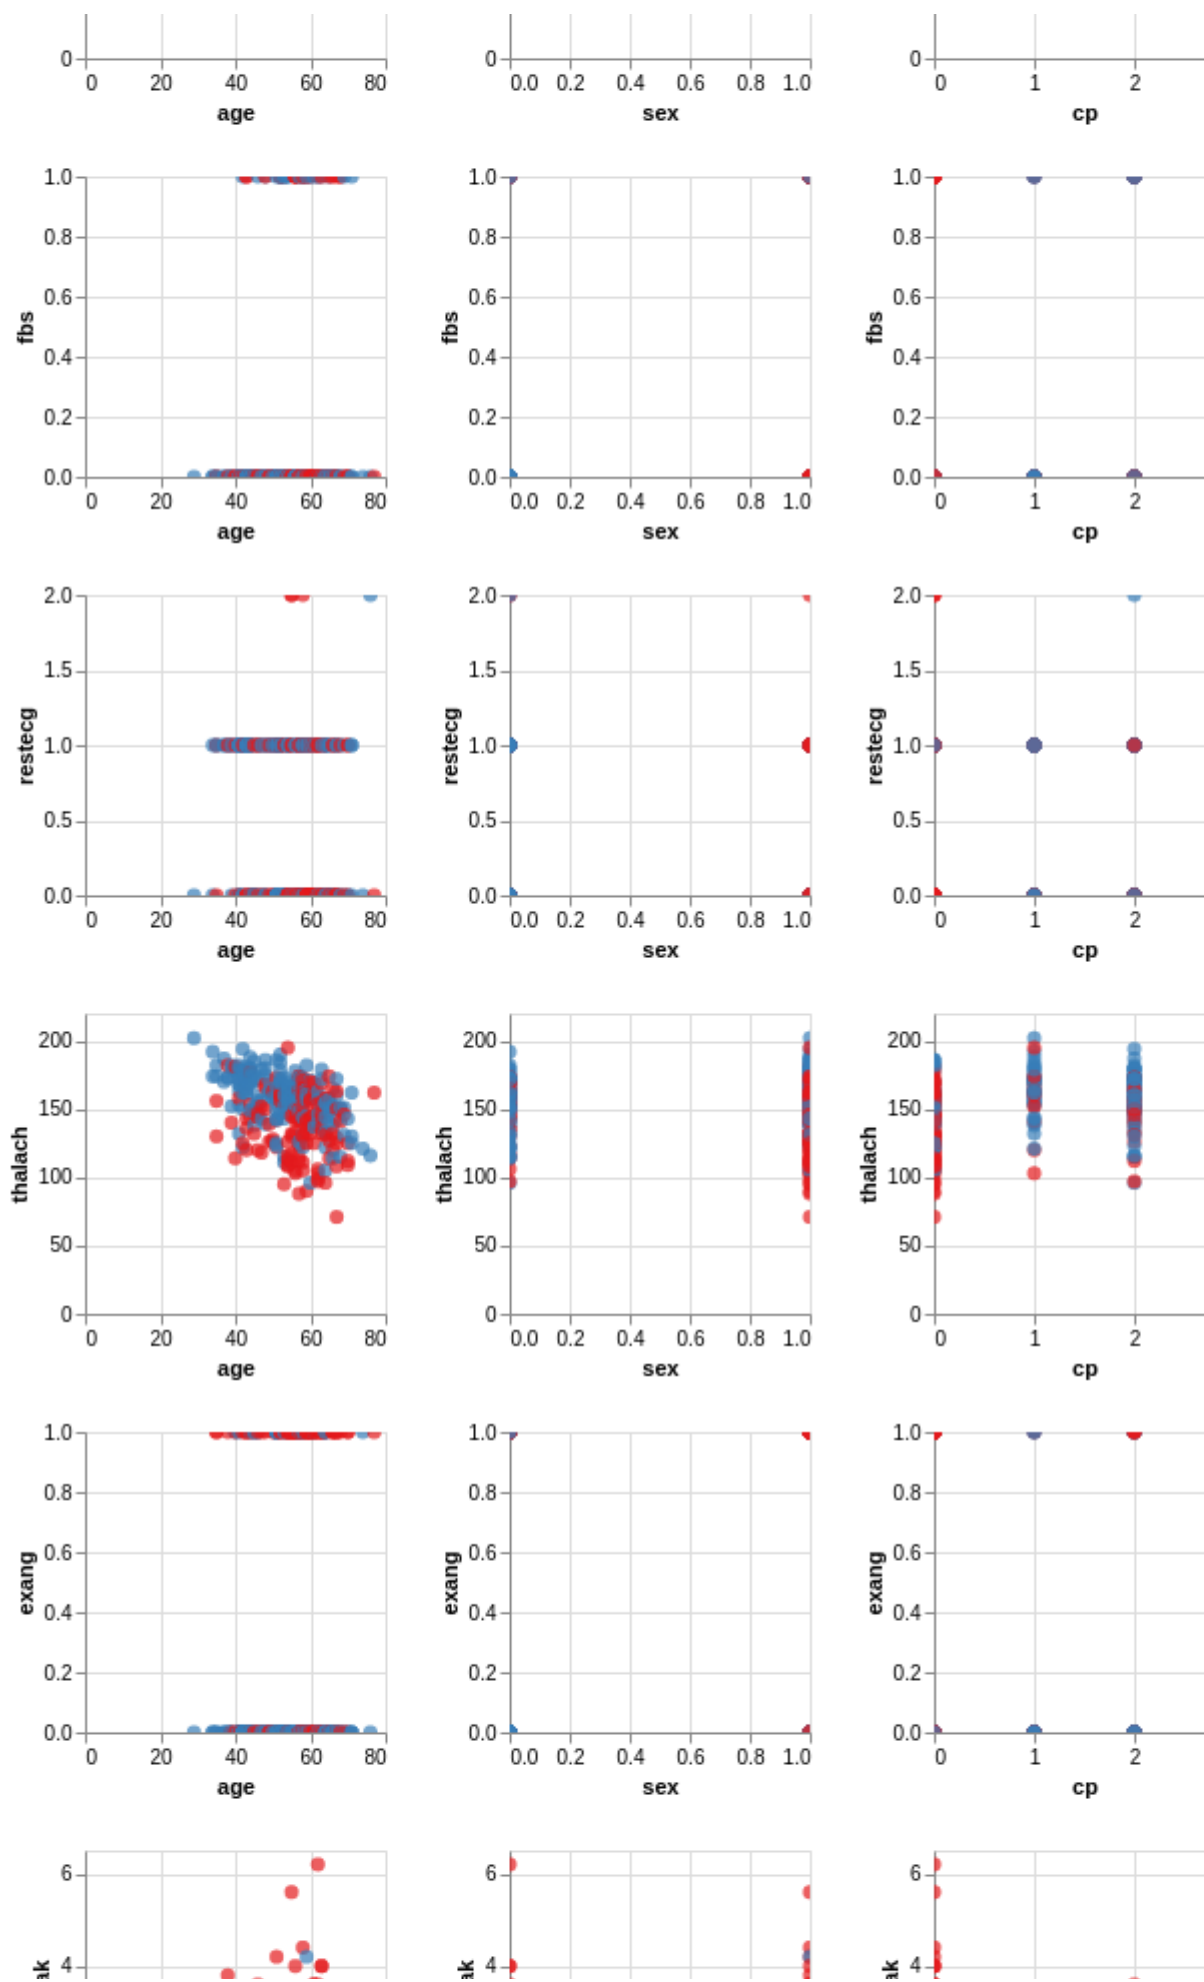 0 0 0
0 20 40 60 80 0.0 0.2 0.4 0.6 0.8 1.0 0 1 2
age sex cp
1.0 1.0 1.0
0.8 0.8 0.8
0.6 0.6 0.6
fbs fbs fbs
0.4 0.4 0.4
0.2 0.2 0.2
0.0 0.0 0.0
0 20 40 60 80 0.0 0.2 0.4 0.6 0.8 1.0 0 1 2
age sex cp
2.0 2.0 2.0
1.5 1.5 1.5
restecg restecg restecg
1.0 1.0 1.0
0.5 0.5 0.5
0.0 0.0 0.0
0 20 40 60 80 0.0 0.2 0.4 0.6 0.8 1.0 0 1 2
age sex cp
200 200 200
150 150 150
thalach thalach thalach
100 100 100
50 50 50
0 0 0
0 20 40 60 80 0.0 0.2 0.4 0.6 0.8 1.0 0 1 2
age sex cp
1.0 1.0 1.0
0.8 0.8 0.8
0.6 0.6 0.6
exang exang exang
0.4 0.4 0.4
0.2 0.2 0.2
0.0 0.0 0.0
0 20 40 60 80 0.0 0.2 0.4 0.6 0.8 1.0 0 1 2
age sex cp
6 6 6
4 4 4
ak ak ak